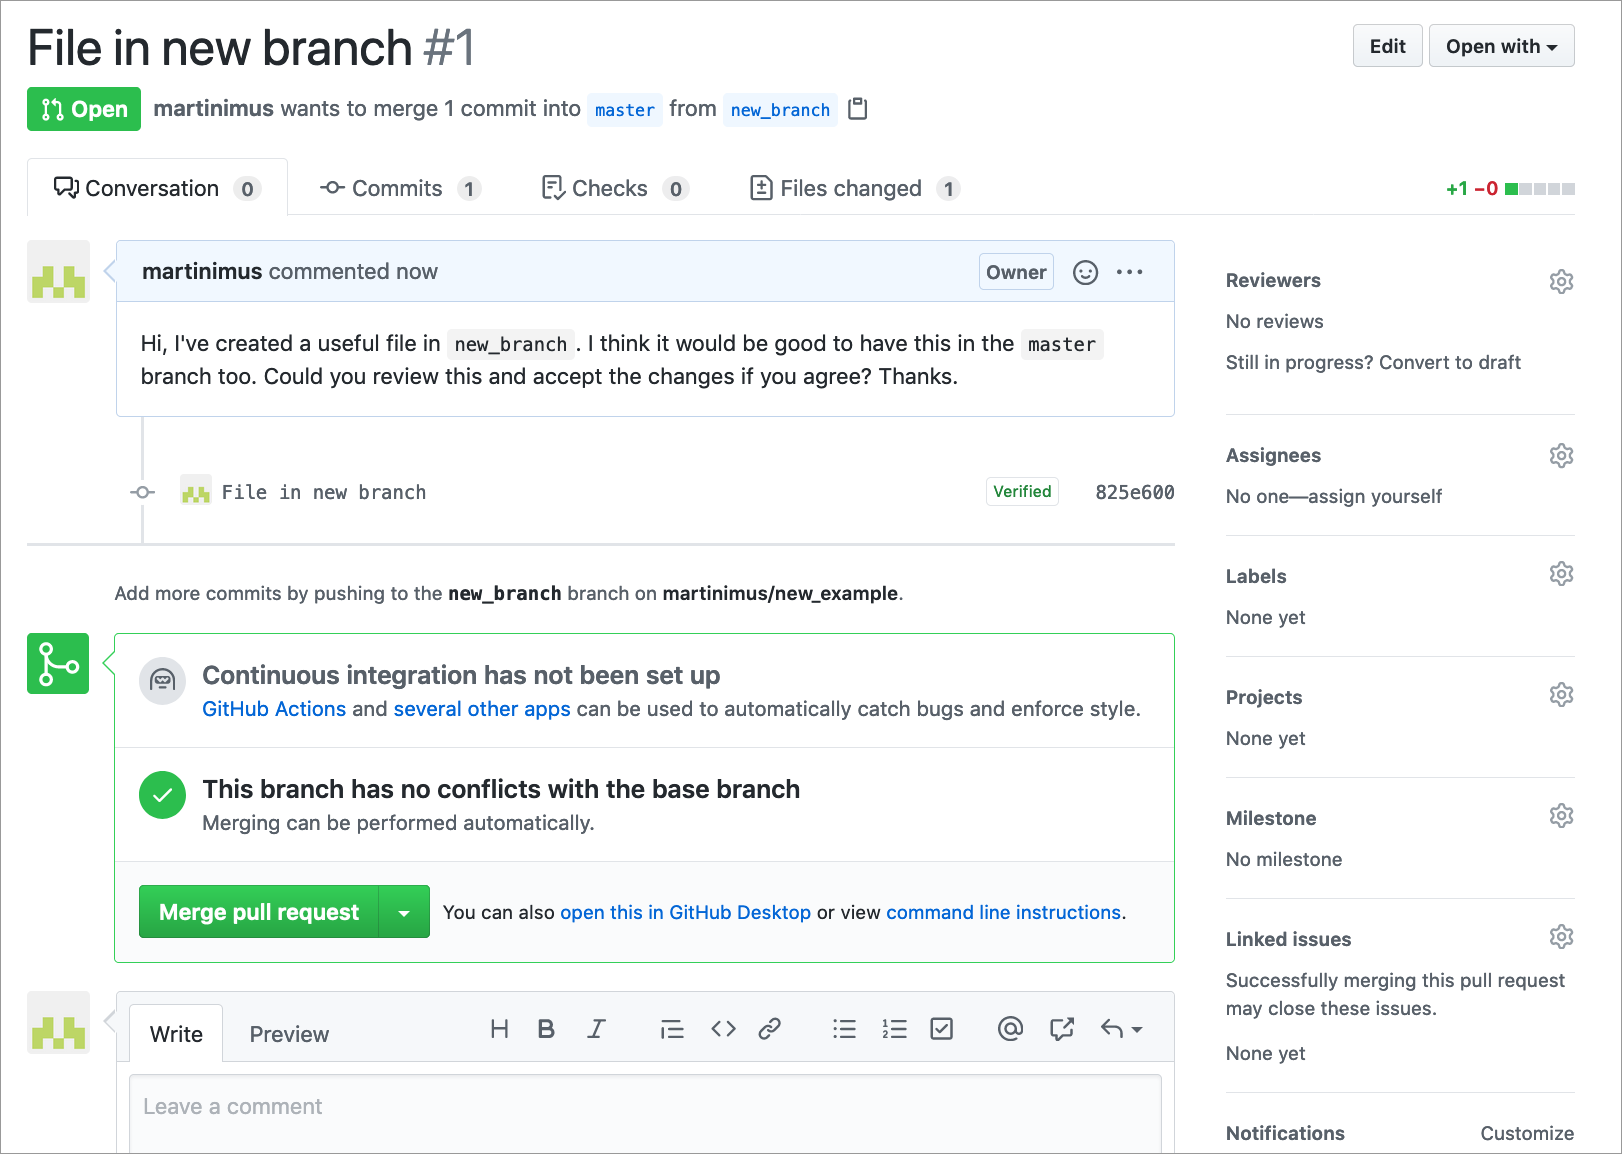 File in new branch #1
Edit
Open with
Open
martinimus wants to merge 1 commit into master from new_branch
Conversation 0
Commits 1
Checks 0
Files changed 1
+1 −0
martinimus commented now
Owner
Hi, I've created a useful file in new_branch. I think it would be good to have this in the master
branch too. Could you review this and accept the changes if you agree? Thanks.
File in new branch
Verified
825e600
Add more commits by pushing to the new_branch branch on martinimus/new_example.
Continuous integration has not been set up
GitHub Actions and several other apps can be used to automatically catch bugs and enforce style.
This branch has no conflicts with the base branch
Merging can be performed automatically.
Merge pull request
You can also open this in GitHub Desktop or view command line instructions.
Write
Preview
Leave a comment
Reviewers
No reviews
Still in progress? Convert to draft
Assignees
No one—assign yourself
Labels
None yet
Projects
None yet
Milestone
No milestone
Linked issues
Successfully merging this pull request
may close these issues.
None yet
Notifications
Customize